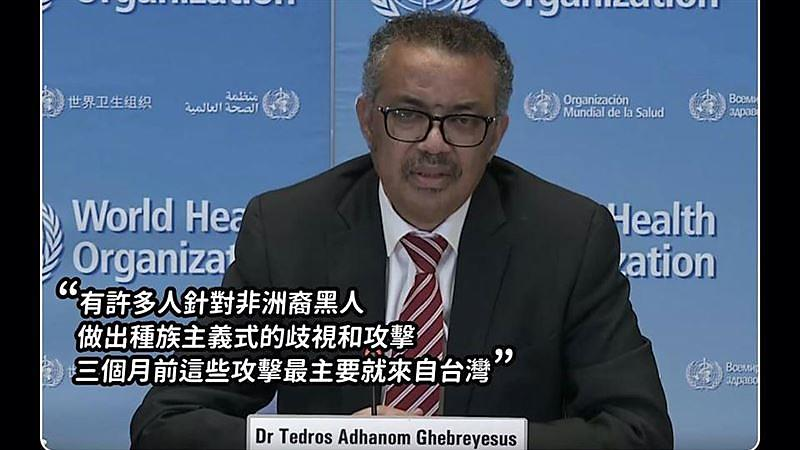 Organization
世界卫生组织
منظمة
الصحة العالمية
Organización
Mundial de la Salud
World Hea
Organization
Health
zation
“有許多人針對非洲裔黑人
做出種族主義式的歧視和攻擊
三個月前這些攻擊最主要就來自台灣”
Dr Tedros Adhanom Ghebreyesus